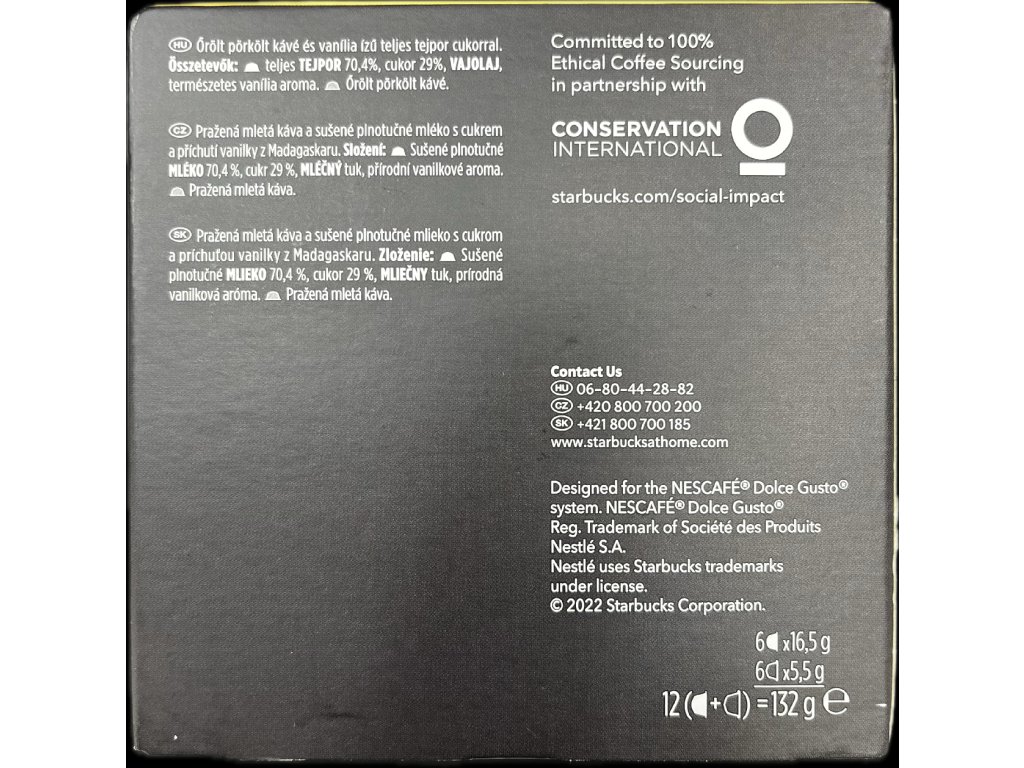 HU Őrölt pörkölt kávé és vanília ízű teljes tejpor cukorral.
Összetevők: teljes TEJPOR 70,4%, cukor 29%, VAJOLAJ,
természetes vanília aroma. Őrölt pörkölt kávé.
CZ Pražená mletá káva a sušené plnotučné mléko s cukrem
a příchutí vanilky z Madagaskaru. Složení: Sušené plnotučné
MLÉKO 70,4 %, cukr 29 %, MLÉČNÝ tuk, přírodní vanilkové aroma.
Pražená mletá káva.
SK Pražená mletá káva a sušené plnotučné mlieko s cukrom
a príchuťou vanilky z Madagaskaru. Zloženie: Sušené
plnotučné MLIEKO 70,4 %, cukor 29 %, MLIEČNY tuk, prírodná
vanilková aróma. Pražená mletá káva.
Committed to 100%
Ethical Coffee Sourcing
in partnership with
CONSERVATION
INTERNATIONAL
starbucks.com/social-impact
Contact Us
HU 06-80-44-28-82
CZ +420 800 700 200
SK +421 800 700 185
www.starbucksathome.com
Designed for the NESCAFÉ® Dolce Gusto®
system. NESCAFÉ® Dolce Gusto®
Reg. Trademark of Société des Produits
Nestlé S.A.
Nestlé uses Starbucks trademarks
under license.
© 2022 Starbucks Corporation.
6 x16,5 g
6 x5,5 g
12 ( + ) = 132 g ℮